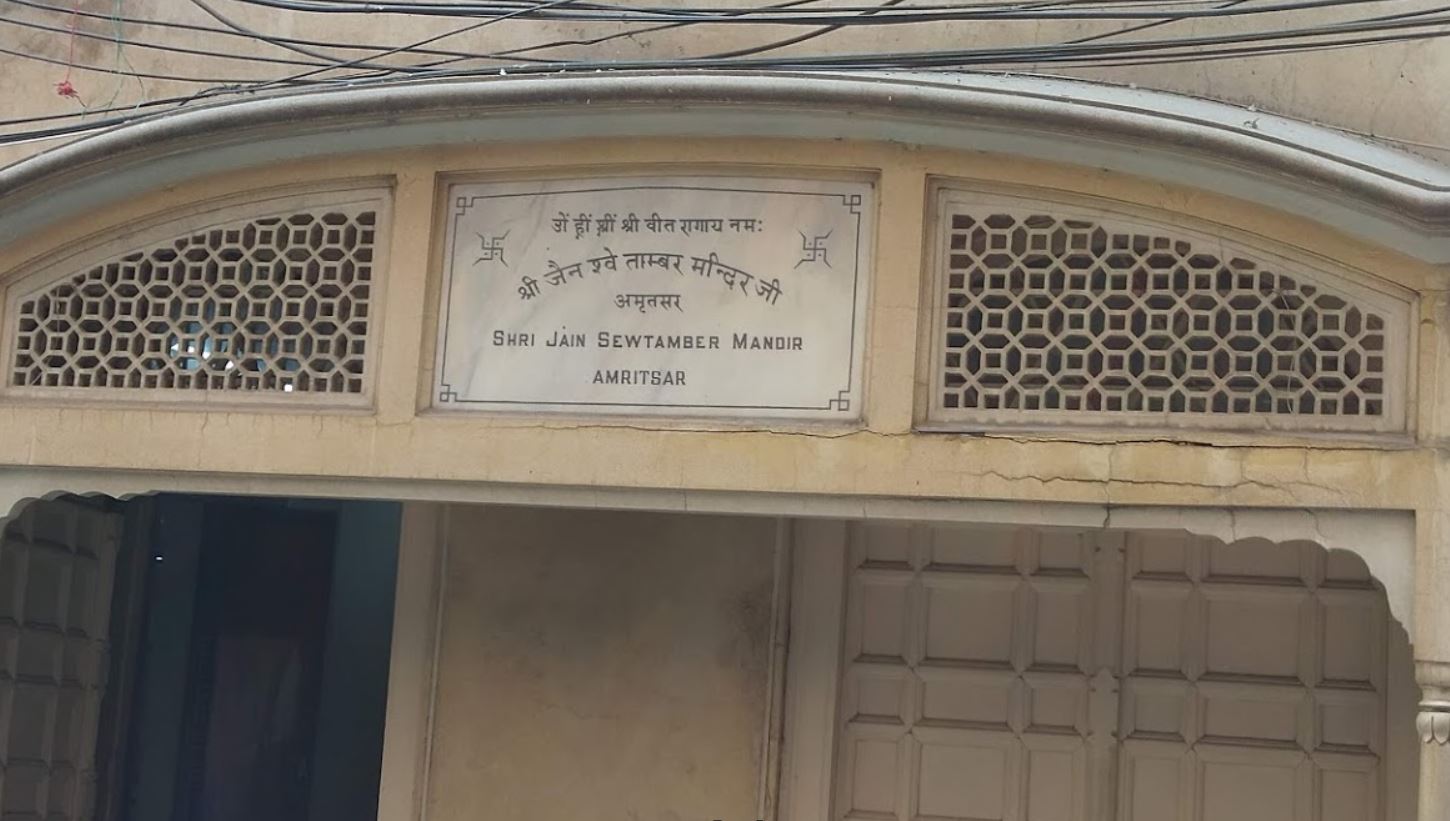 ओं ह्रीं श्रीं श्री वीत रागाय नम:
श्री जैन श्वे ताम्बर मन्दिर जी
अमृतसर
SHRI JAIN SEWTAMBER MANDIR
AMRITSAR